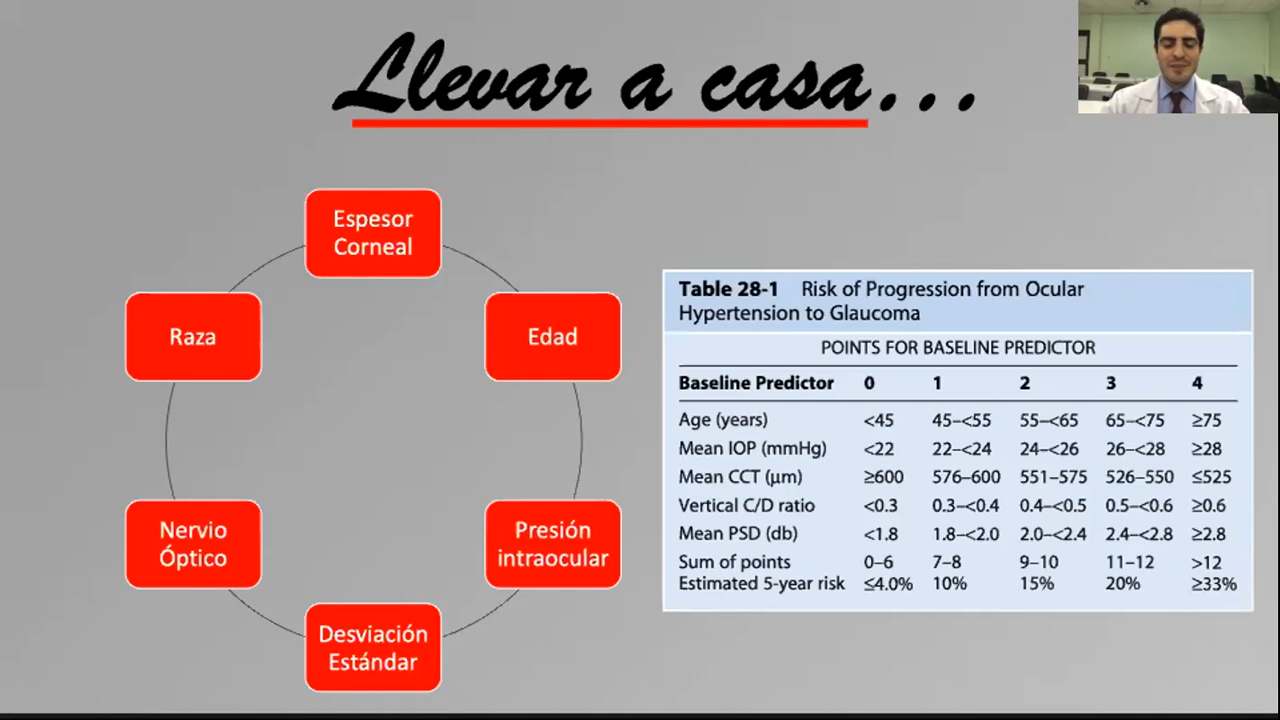 Llevar a casa...
Espesor
Corneal
Edad
Presión
intraocular
Desviación
Estándar
Nervio
Óptico
Raza
Table 28-1 Risk of Progression from Ocular
Hypertension to Glaucoma
POINTS FOR BASELINE PREDICTOR
Baseline Predictor 0 1 2 3 4
Age (years) <45 45–<55 55–<65 65–<75 ≥75
Mean IOP (mmHg) <22 22–<24 24–<26 26–<28 ≥28
Mean CCT (μm) ≥600 576–600 551–575 526–550 ≤525
Vertical C/D ratio <0.3 0.3–<0.4 0.4–<0.5 0.5–<0.6 ≥0.6
Mean PSD (db) <1.8 1.8–<2.0 2.0–<2.4 2.4–<2.8 ≥2.8
Sum of points 0–6 7–8 9–10 11–12 >12
Estimated 5-year risk ≤4.0% 10% 15% 20% ≥33%